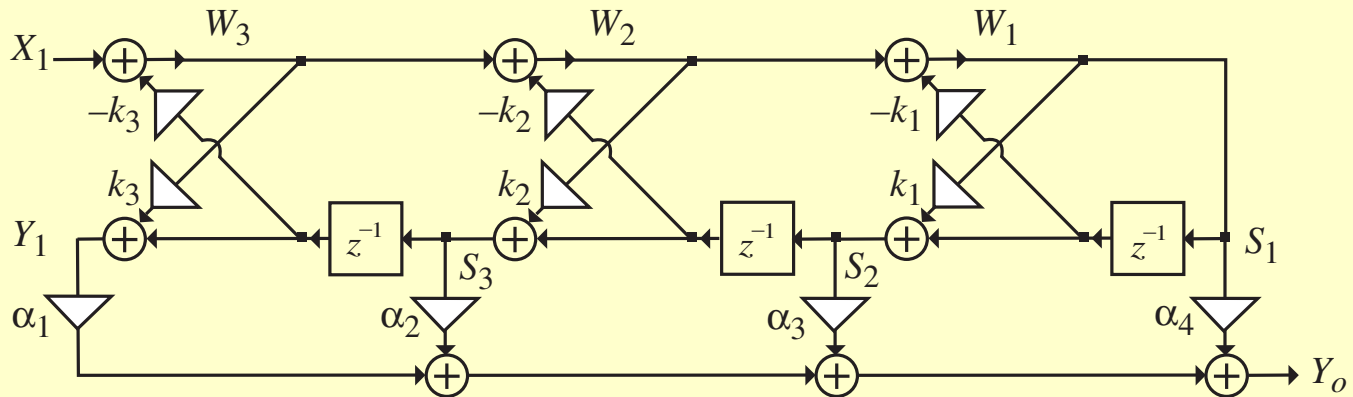 X₁ W₃ W₂ W₁
−k₃ −k₂ −k₁
k₃ k₂ k₁
Y₁ z⁻¹ z⁻¹ z⁻¹ S₁
S₃ S₂
α₁ α₂ α₃ α₄
Yₒ